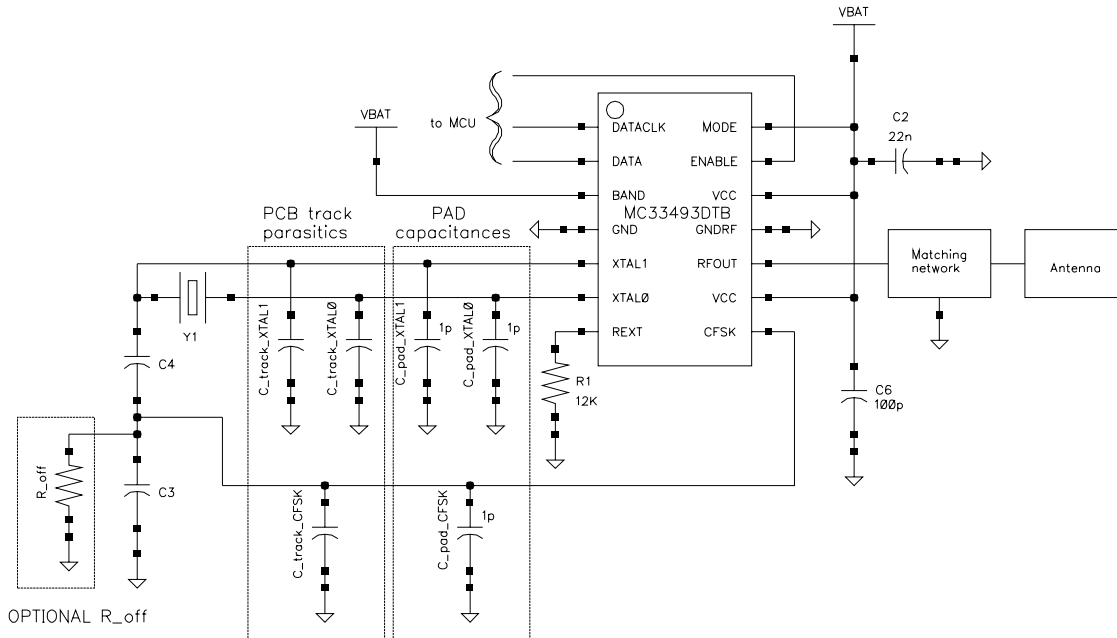 VBAT
C2
22n
VBAT
to MCU
DATACLK
MODE
DATA
ENABLE
BAND
VCC
MC33493DTB
GND
GNDRF
XTAL1
RFOUT
XTAL0
VCC
REXT
CFSK
PCB track
parasitics
PAD
capacitances
Matching
network
Antenna
Y1
C4
C_track_XTAL1
C_track_XTAL0
C_pad_XTAL1
1p
C_pad_XTAL0
1p
R1
12K
C6
100p
R_off
C3
C_track_CFSK
C_pad_CFSK
1p
OPTIONAL R_off